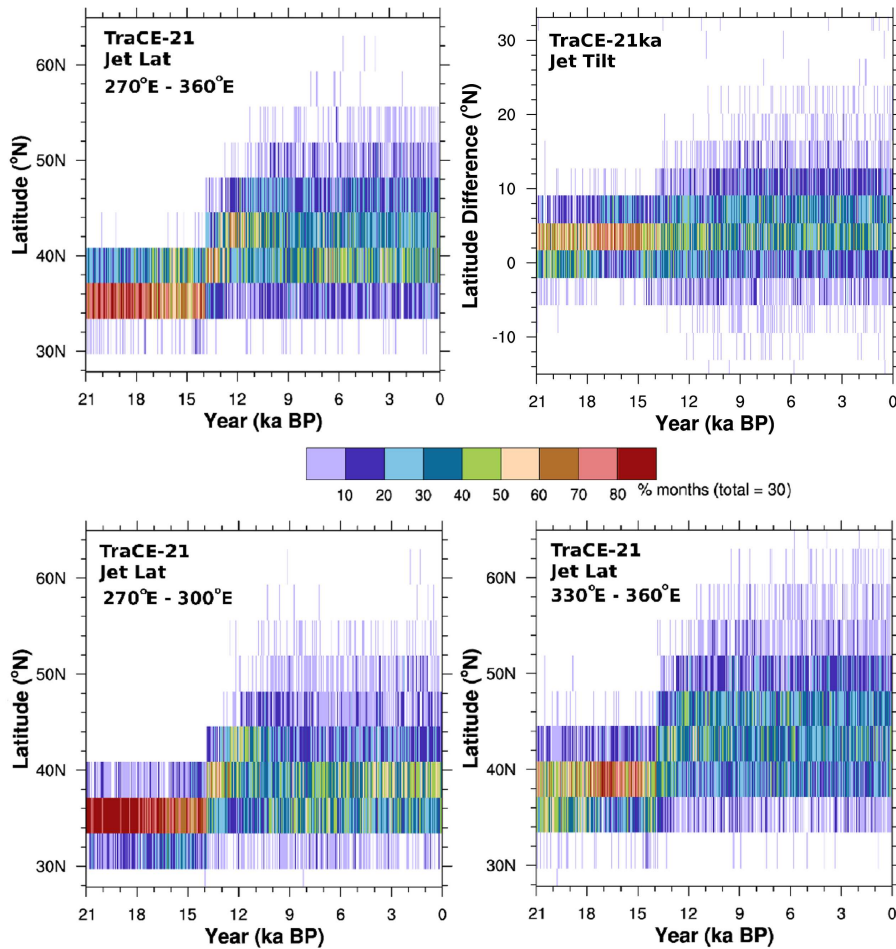 TraCE-21
Jet Lat
270°E - 360°E
Latitude (°N)
60N
50N
40N
30N
21 18 15 12 9 6 3 0
Year (ka BP)
TraCE-21ka
Jet Tilt
Latitude Difference (°N)
30
20
10
0
-10
21 18 15 12 9 6 3 0
Year (ka BP)
10 20 30 40 50 60 70 80 % months (total = 30)
TraCE-21
Jet Lat
270°E - 300°E
Latitude (°N)
60N
50N
40N
30N
21 18 15 12 9 6 3 0
Year (ka BP)
TraCE-21
Jet Lat
330°E - 360°E
Latitude (°N)
60N
50N
40N
30N
21 18 15 12 9 6 3 0
Year (ka BP)